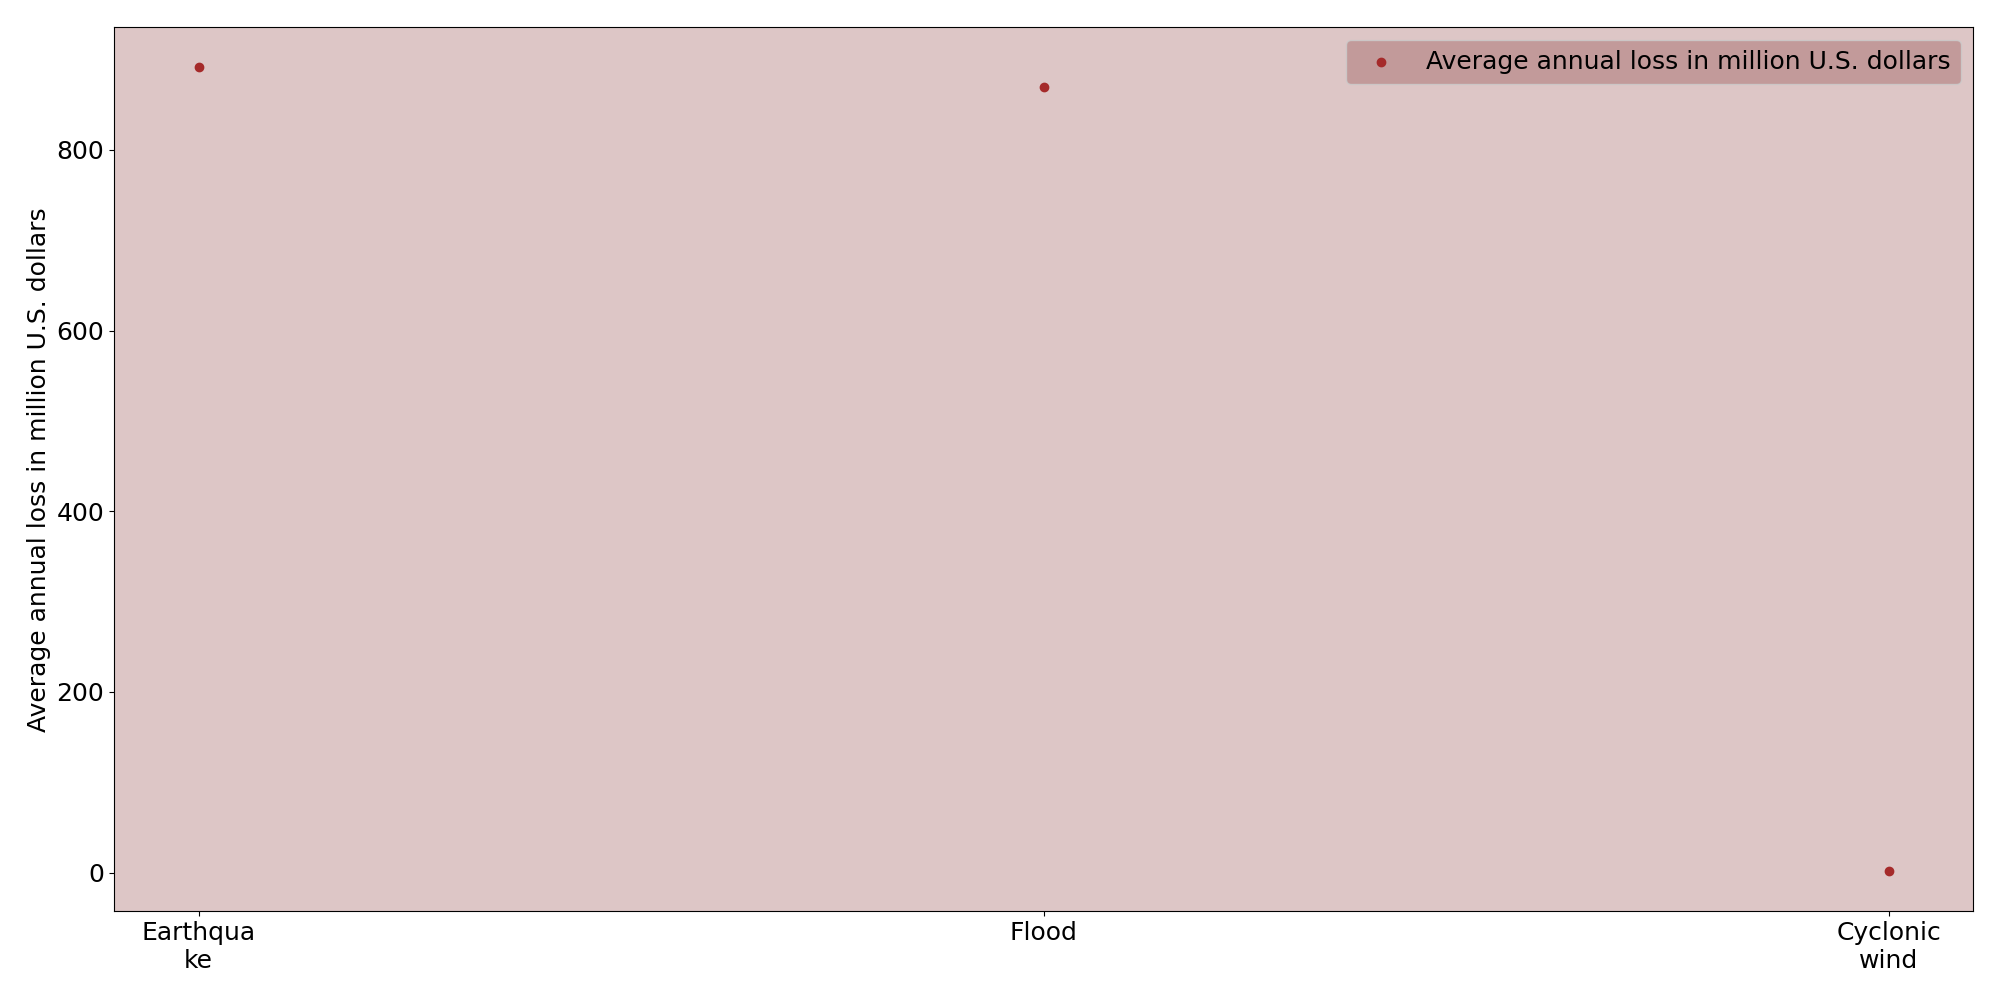 Average annual loss in million U.S. dollars
Average annual loss in million U.S. dollars
800
600
400
200
0
Earthqua
ke
Flood
Cyclonic
wind